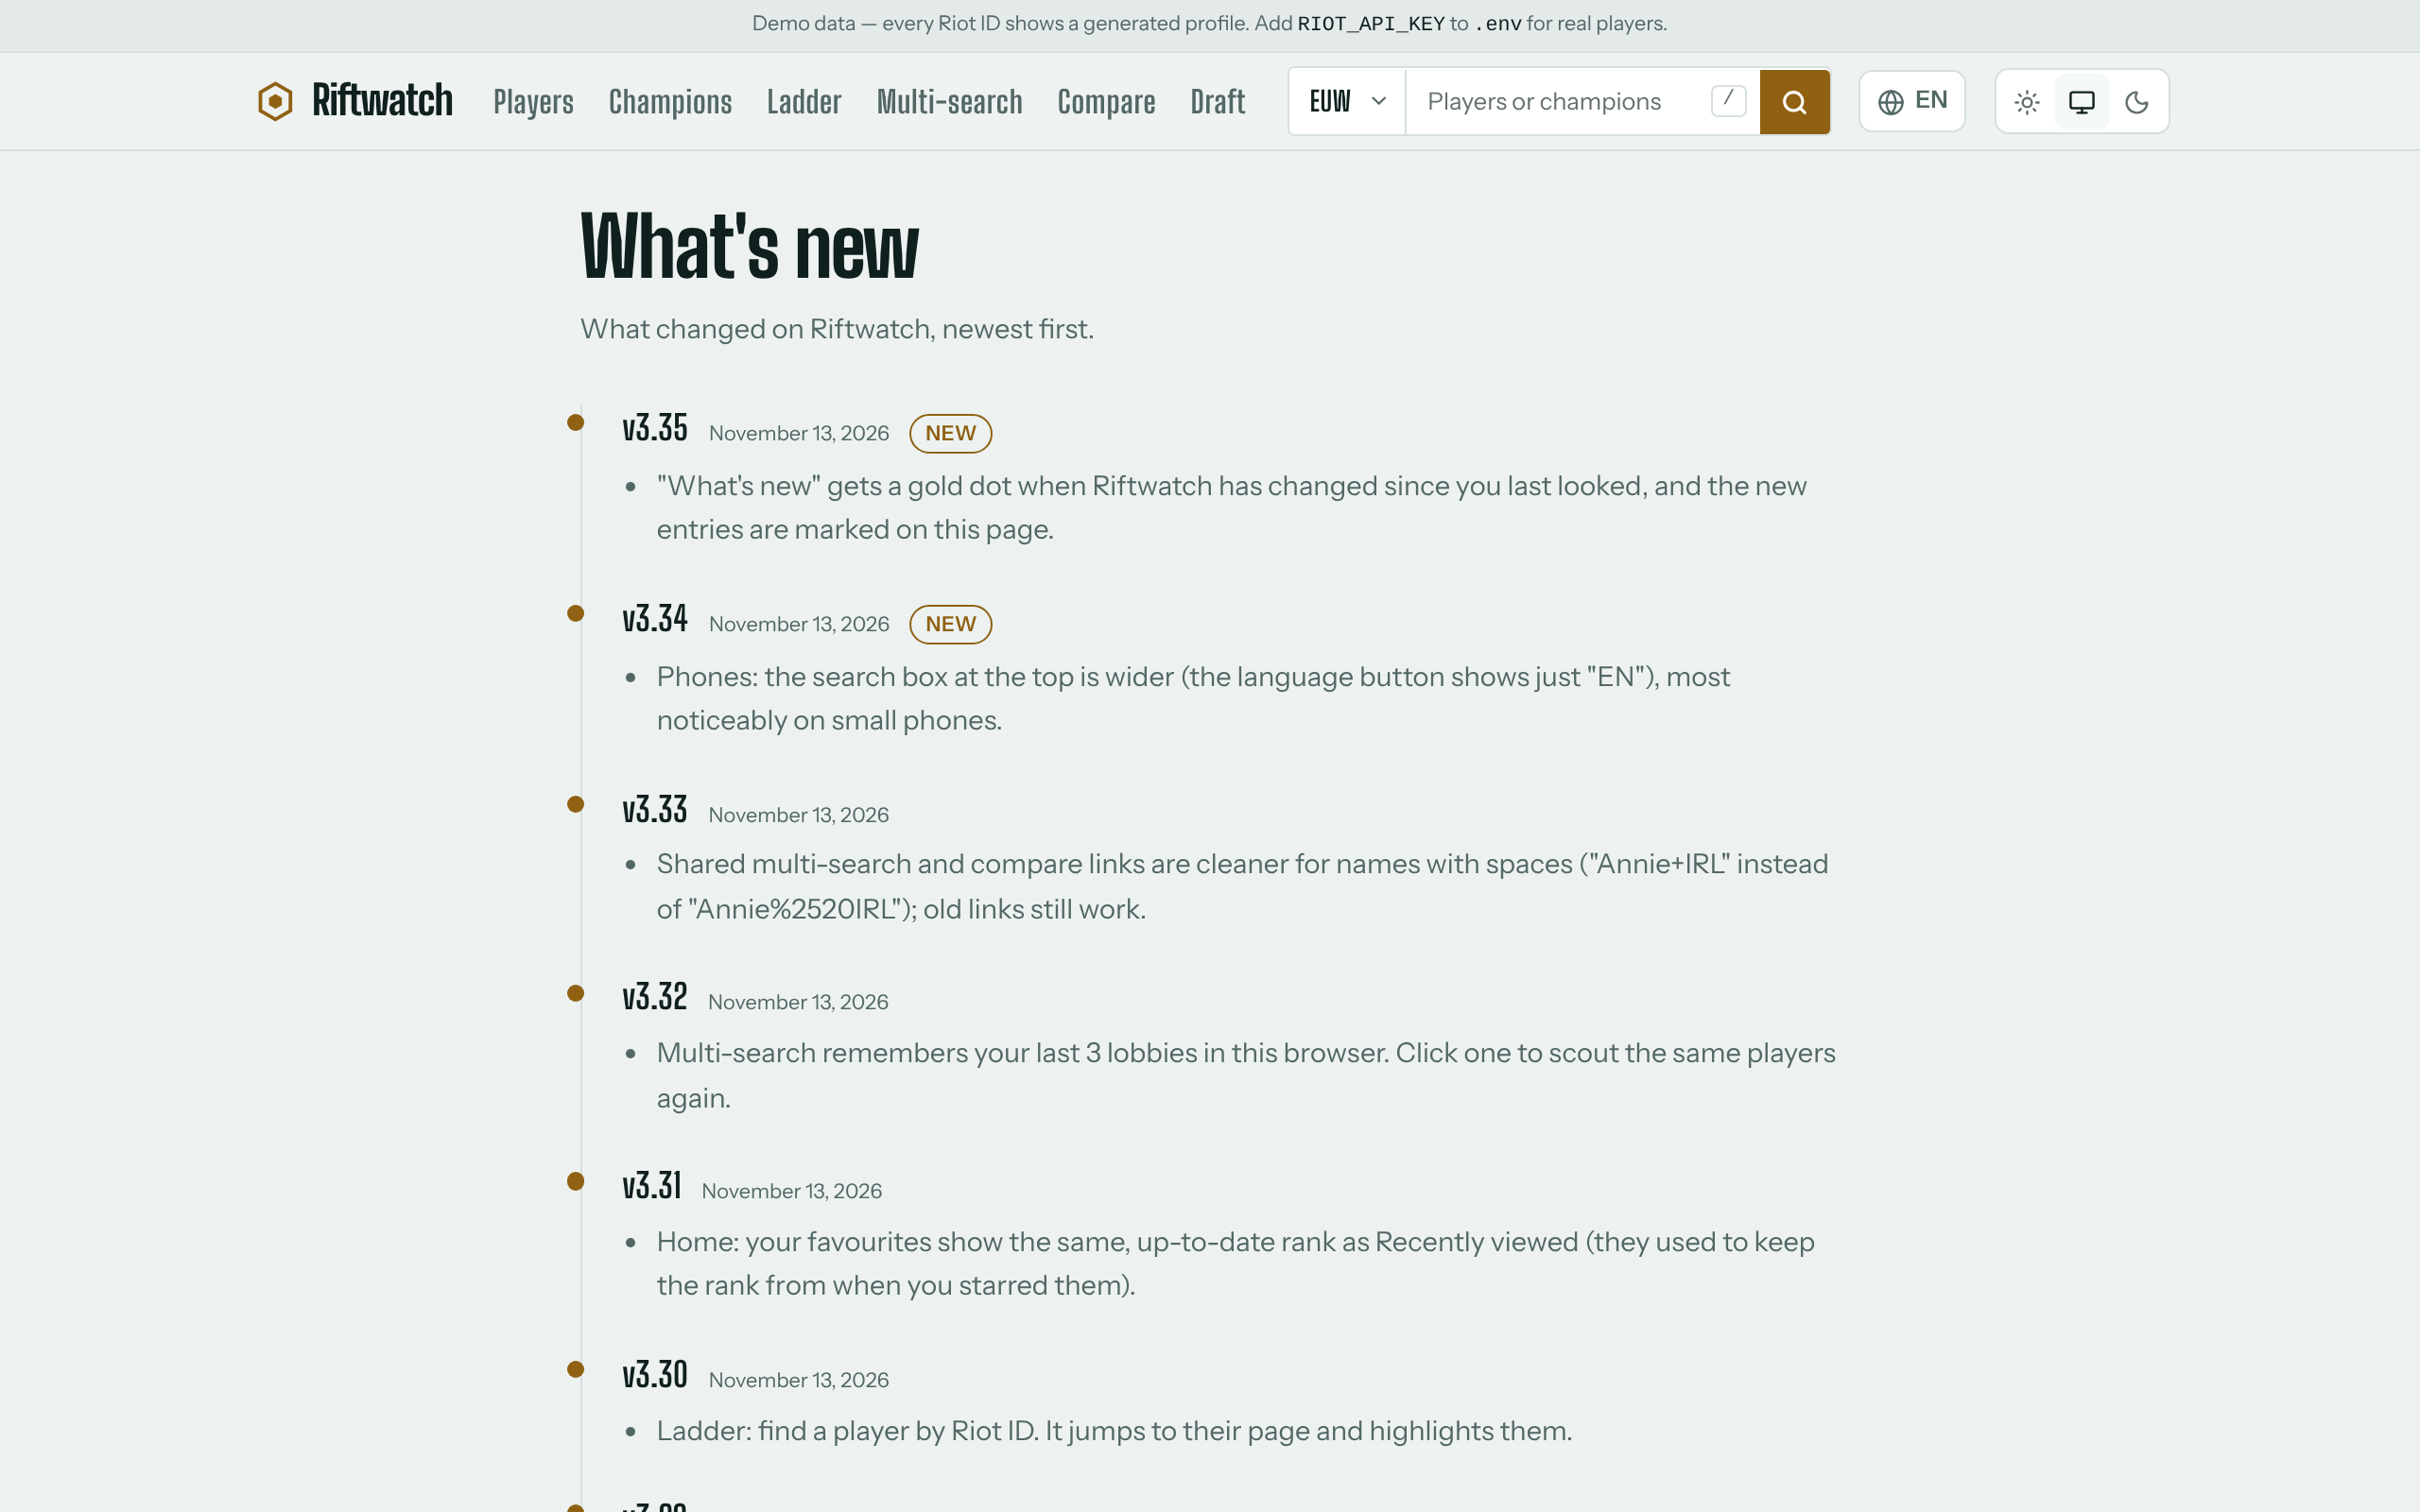 Demo data — every Riot ID shows a generated profile. Add RIOT_API_KEY to .env for real players.
Riftwatch Players Champions Ladder Multi-search Compare Draft EUW Players or champions / EN
What's new
What changed on Riftwatch, newest first.
v3.35 November 13, 2026 NEW
"What's new" gets a gold dot when Riftwatch has changed since you last looked, and the new
entries are marked on this page.
v3.34 November 13, 2026 NEW
Phones: the search box at the top is wider (the language button shows just "EN"), most
noticeably on small phones.
v3.33 November 13, 2026
Shared multi-search and compare links are cleaner for names with spaces ("Annie+IRL" instead
of "Annie%2520IRL"); old links still work.
v3.32 November 13, 2026
Multi-search remembers your last 3 lobbies in this browser. Click one to scout the same players
again.
v3.31 November 13, 2026
Home: your favourites show the same, up-to-date rank as Recently viewed (they used to keep
the rank from when you starred them).
v3.30 November 13, 2026
Ladder: find a player by Riot ID. It jumps to their page and highlights them.